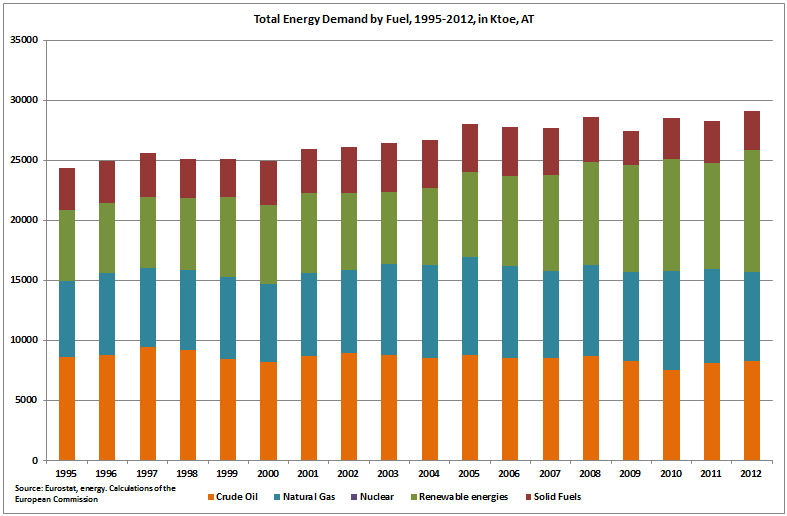 Total Energy Demand by Fuel, 1995-2012, in Ktoe, AT
35000
30000
25000
20000
15000
10000
5000
0
1995 1996 1997 1998 1999 2000 2001 2002 2003 2004 2005 2006 2007 2008 2009 2010 2011 2012
Source: Eurostat, energy. Calculations of the
European Commission
Crude Oil Natural Gas Nuclear Renewable energies Solid Fuels